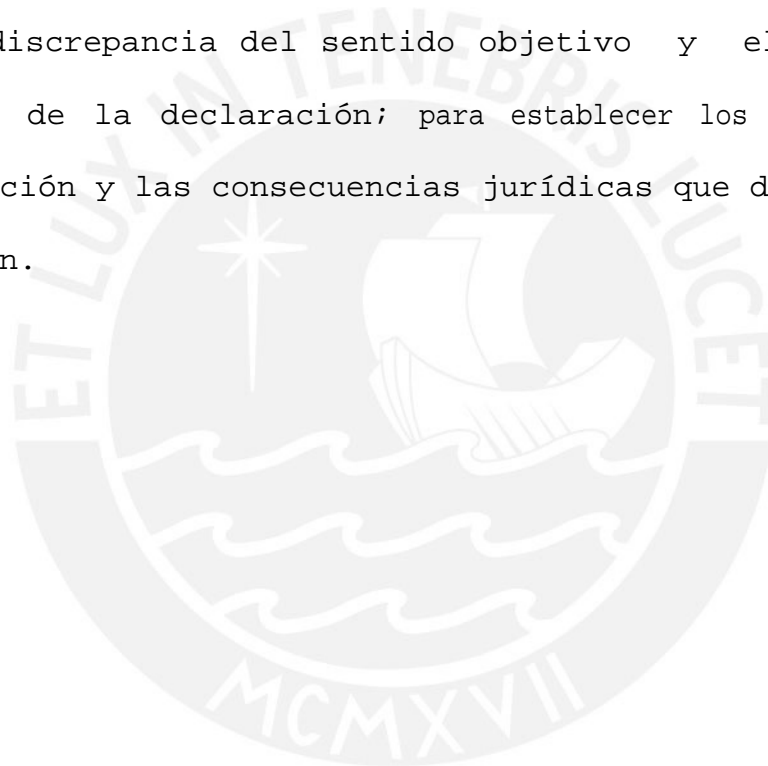 discrepancia del sentido objetivo y el
de la declaración; para establecer los
ción y las consecuencias jurídicas que d
n.
ET LUX IN TENEBRIS LUCET
MCMXVII